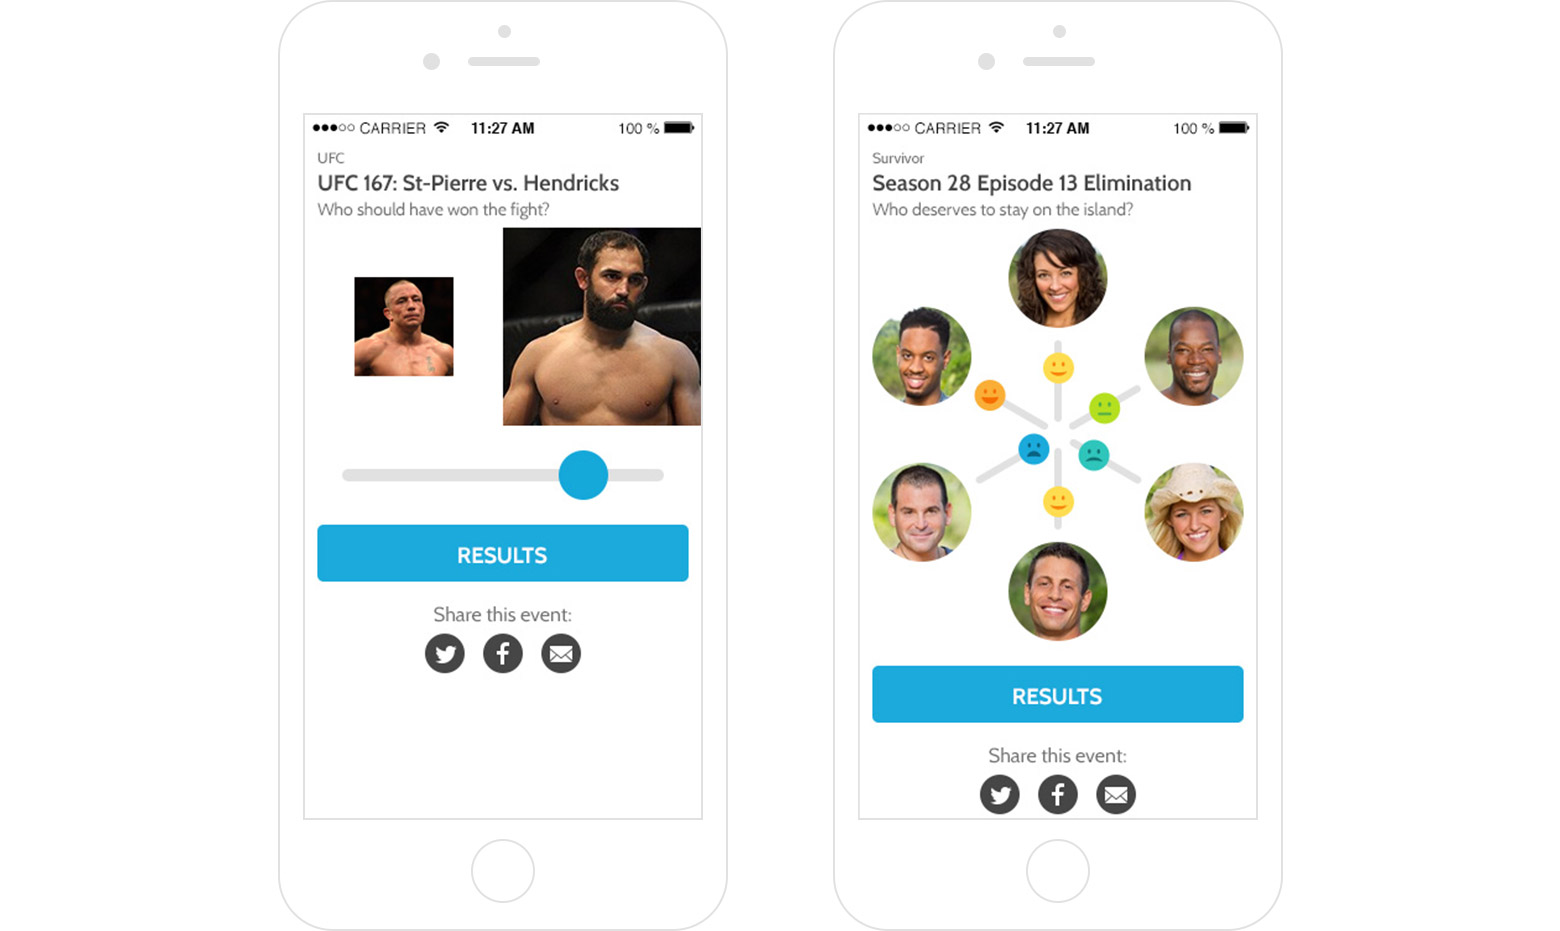 CARRIER 11:27 AM 100 %
UFC
UFC 167: St-Pierre vs. Hendricks
Who should have won the fight?
RESULTS
Share this event:
CARRIER 11:27 AM 100 %
Survivor
Season 28 Episode 13 Elimination
Who deserves to stay on the island?
RESULTS
Share this event: